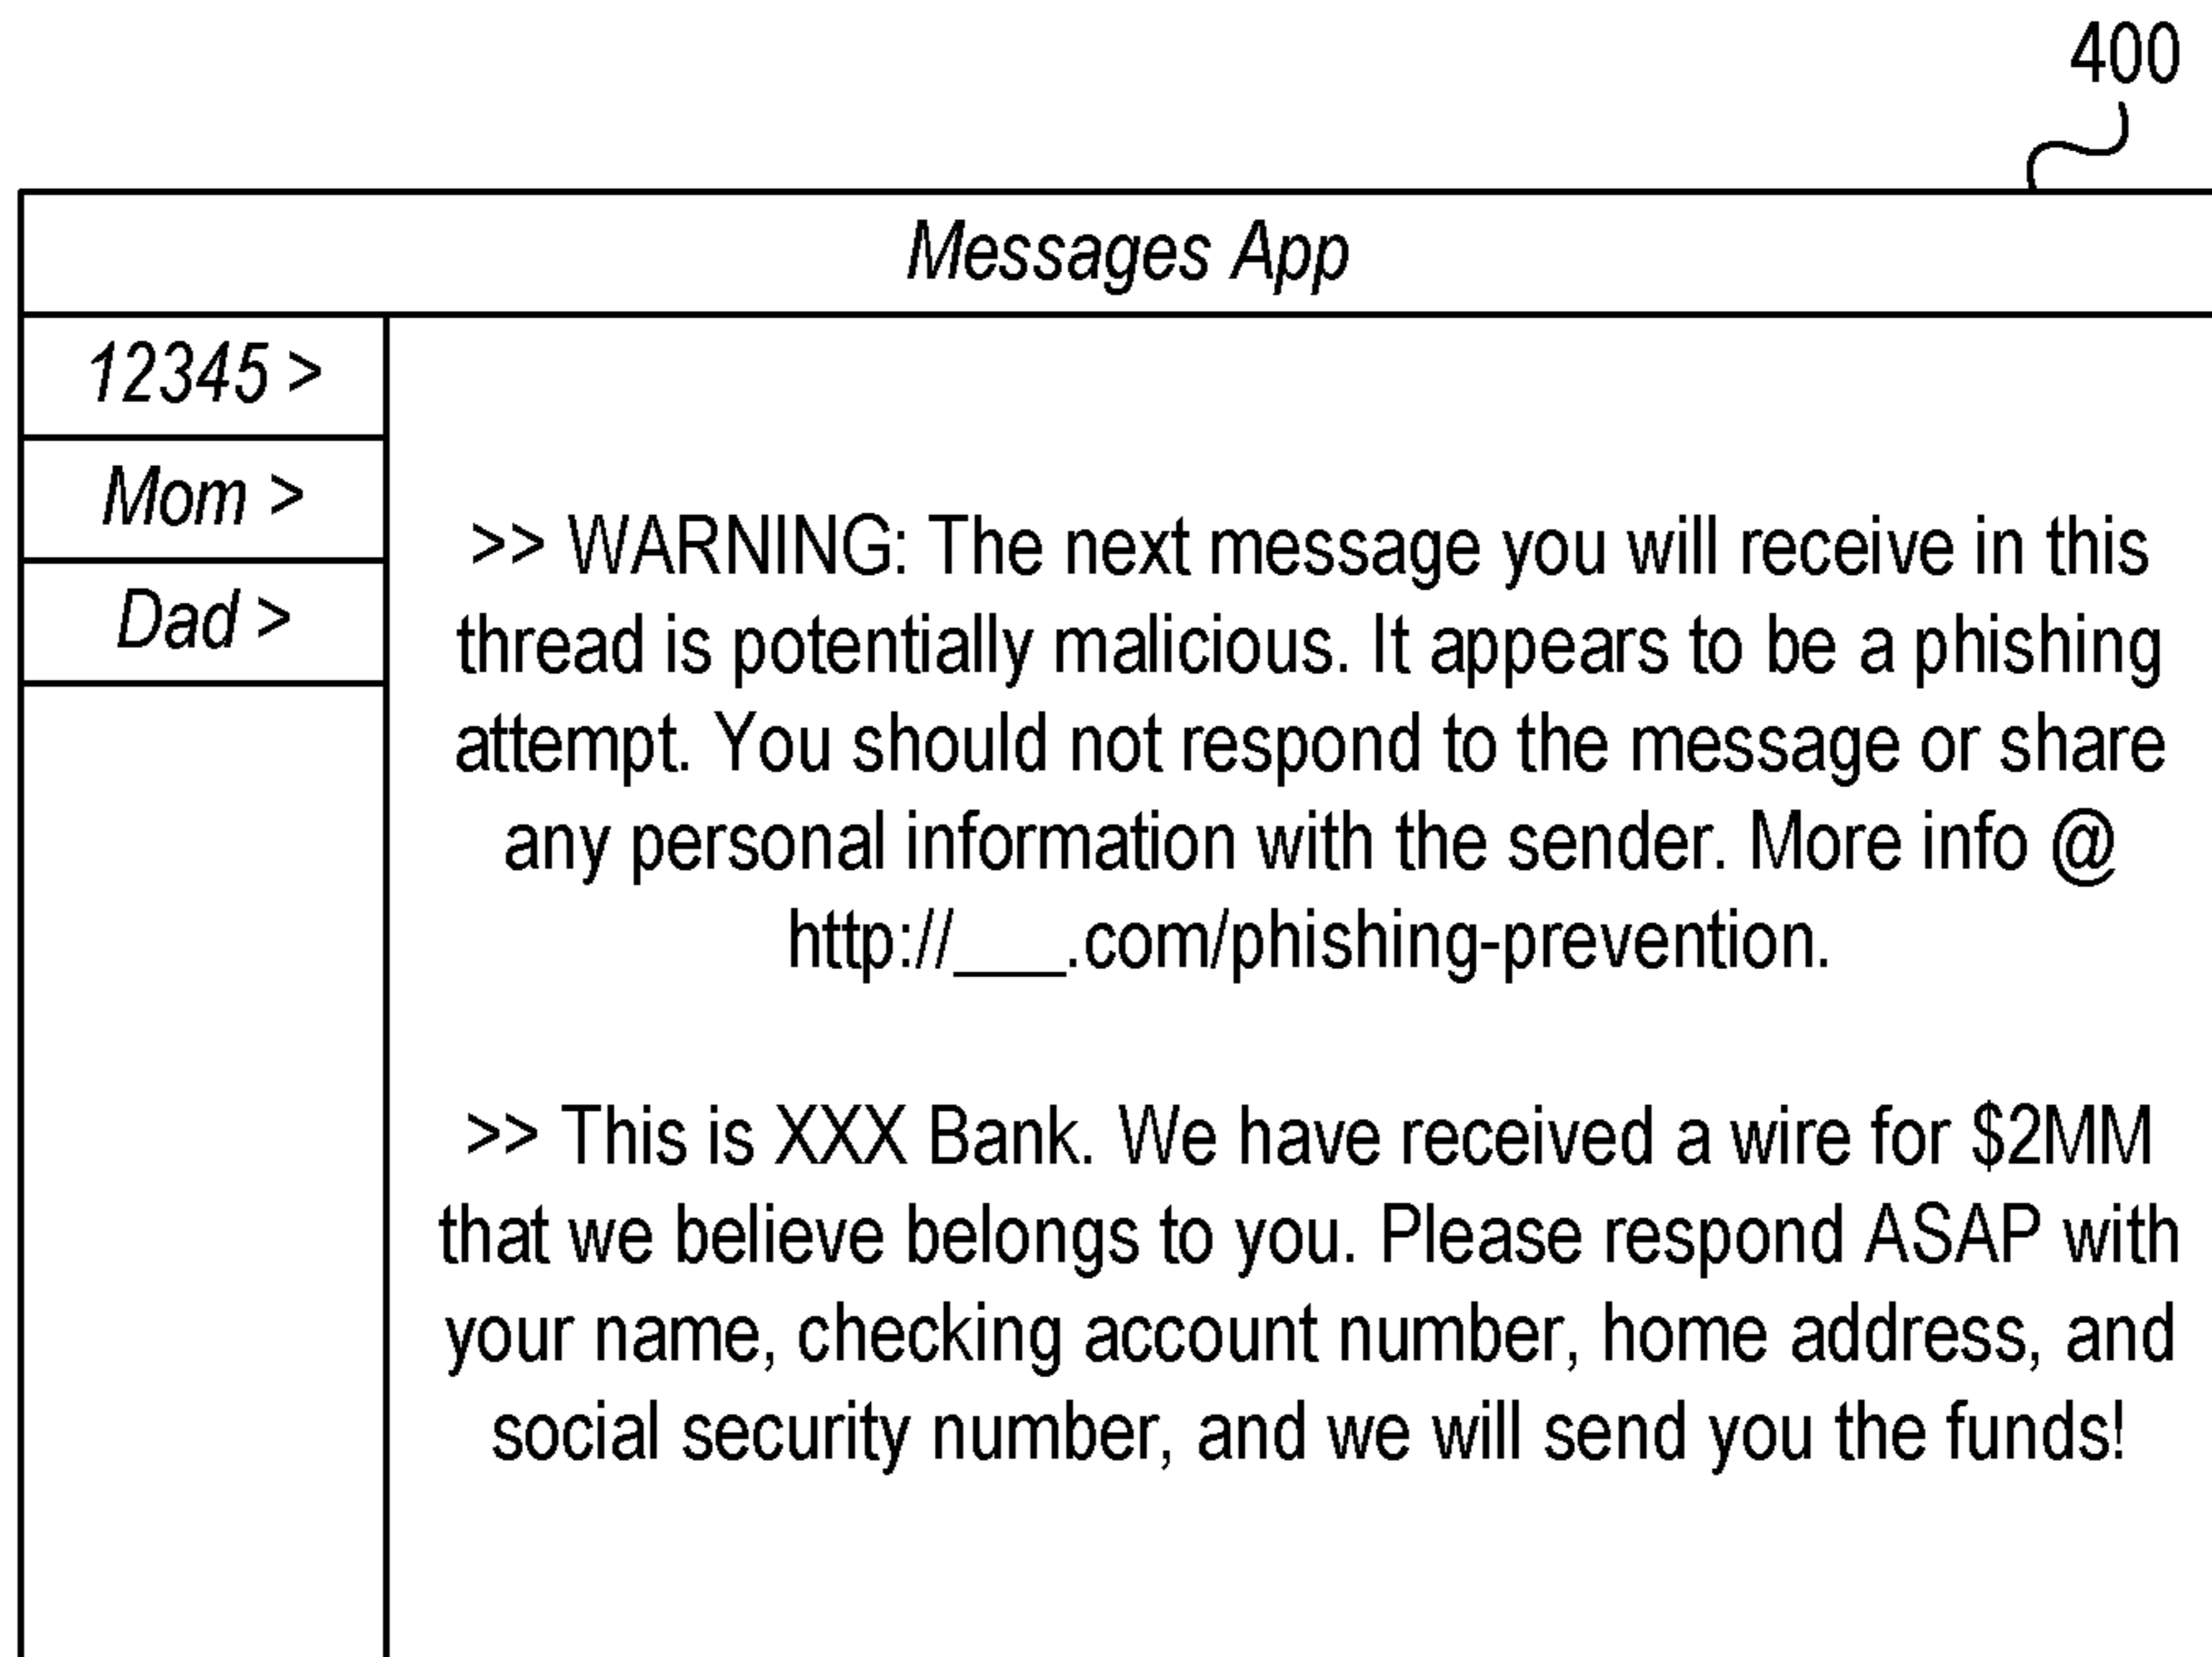 400
Messages App
12345 >
Mom >
Dad >
>> WARNING: The next message you will receive in this
thread is potentially malicious. It appears to be a phishing
attempt. You should not respond to the message or share
any personal information with the sender. More info @
http://___.com/phishing-prevention.
>> This is XXX Bank. We have received a wire for $2MM
that we believe belongs to you. Please respond ASAP with
your name, checking account number, home address, and
social security number, and we will send you the funds!